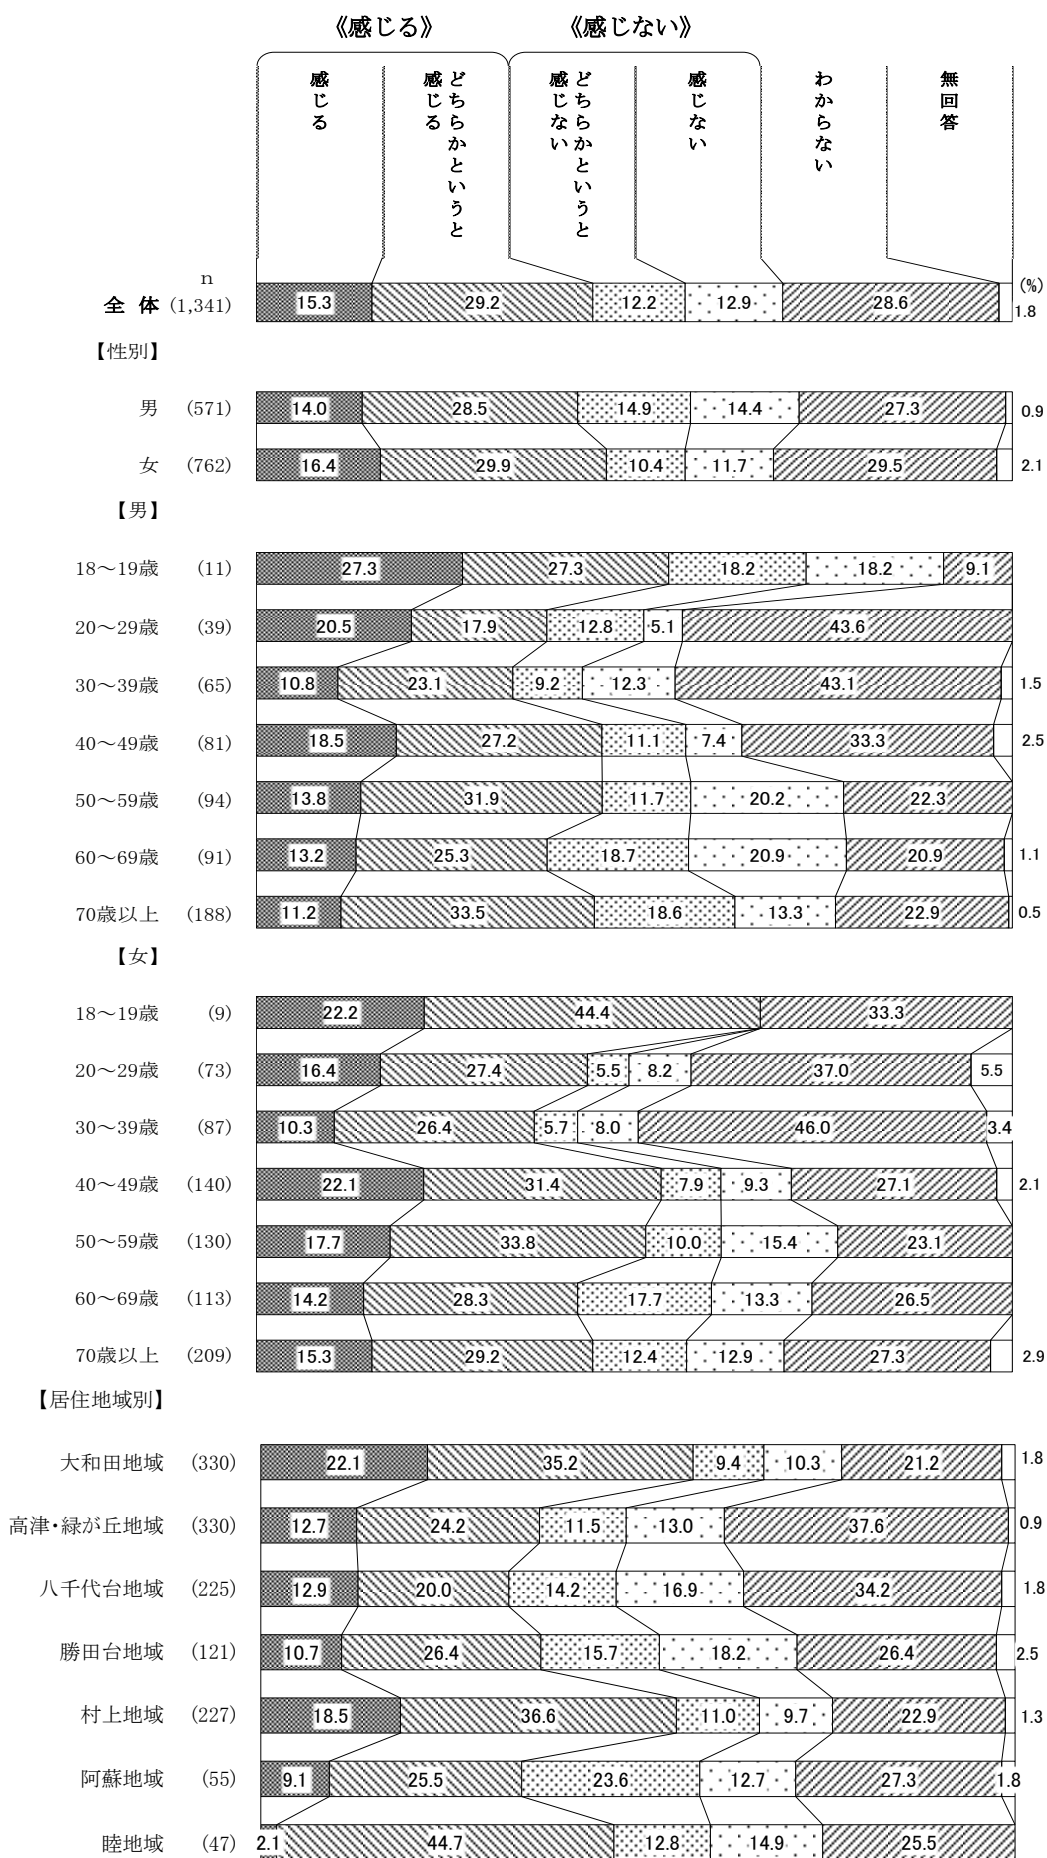 《感じる》 《感じない》
感じる
どちらかというと
感じる
どちらかというと
感じない
感じない
わからない
無回答
n (%)
全 体 (1,341) 15.3 29.2 12.2 12.9 28.6 1.8
【性別】
男 (571) 14.0 28.5 14.9 14.4 27.3 0.9
女 (762) 16.4 29.9 10.4 11.7 29.5 2.1
【男】
18～19歳 (11) 27.3 27.3 18.2 18.2 9.1
20～29歳 (39) 20.5 17.9 12.8 5.1 43.6
30～39歳 (65) 10.8 23.1 9.2 12.3 43.1 1.5
40～49歳 (81) 18.5 27.2 11.1 7.4 33.3 2.5
50～59歳 (94) 13.8 31.9 11.7 20.2 22.3
60～69歳 (91) 13.2 25.3 18.7 20.9 20.9 1.1
70歳以上 (188) 11.2 33.5 18.6 13.3 22.9 0.5
【女】
18～19歳 (9) 22.2 44.4 33.3
20～29歳 (73) 16.4 27.4 5.5 8.2 37.0 5.5
30～39歳 (87) 10.3 26.4 5.7 8.0 46.0 3.4
40～49歳 (140) 22.1 31.4 7.9 9.3 27.1 2.1
50～59歳 (130) 17.7 33.8 10.0 15.4 23.1
60～69歳 (113) 14.2 28.3 17.7 13.3 26.5
70歳以上 (209) 15.3 29.2 12.4 12.9 27.3 2.9
【居住地域別】
大和田地域 (330) 22.1 35.2 9.4 10.3 21.2 1.8
高津・緑が丘地域 (330) 12.7 24.2 11.5 13.0 37.6 0.9
八千代台地域 (225) 12.9 20.0 14.2 16.9 34.2 1.8
勝田台地域 (121) 10.7 26.4 15.7 18.2 26.4 2.5
村上地域 (227) 18.5 36.6 11.0 9.7 22.9 1.3
阿蘇地域 (55) 9.1 25.5 23.6 12.7 27.3 1.8
睦地域 (47) 2.1 44.7 12.8 14.9 25.5